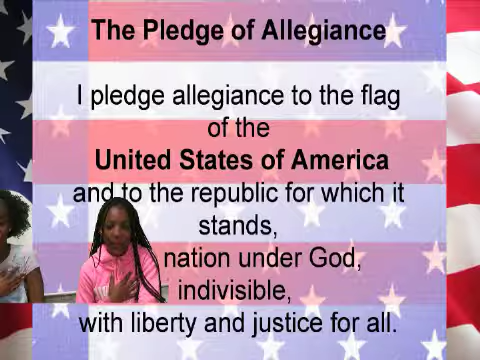 The Pledge of Allegiance
I pledge allegiance to the flag
of the
United States of America
and to the republic for which it
stands,
nation under God,
indivisible,
with liberty and justice for all.